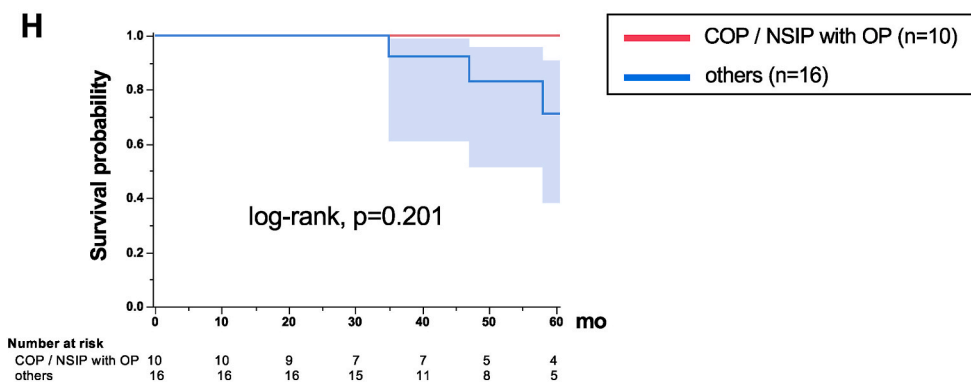 H
COP / NSIP with OP (n=10)
others (n=16)
Survival probability
1.0
0.8
0.6
0.4
0.2
0.0
log-rank, p=0.201
0 10 20 30 40 50 60 mo
Number at risk
COP / NSIP with OP 10 10 9 7 7 5 4
others 16 16 16 15 11 8 5